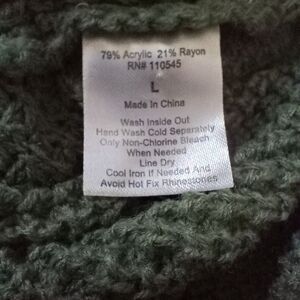 79% Acrylic 21% Rayon
RN# 110545
L
Made In China
Wash Inside Out
Hand Wash Cold Separately
Only Non-Chlorine Bleach
When Needed
Line Dry
Cool Iron If Needed And
Avoid Hot Fix Rhinestones